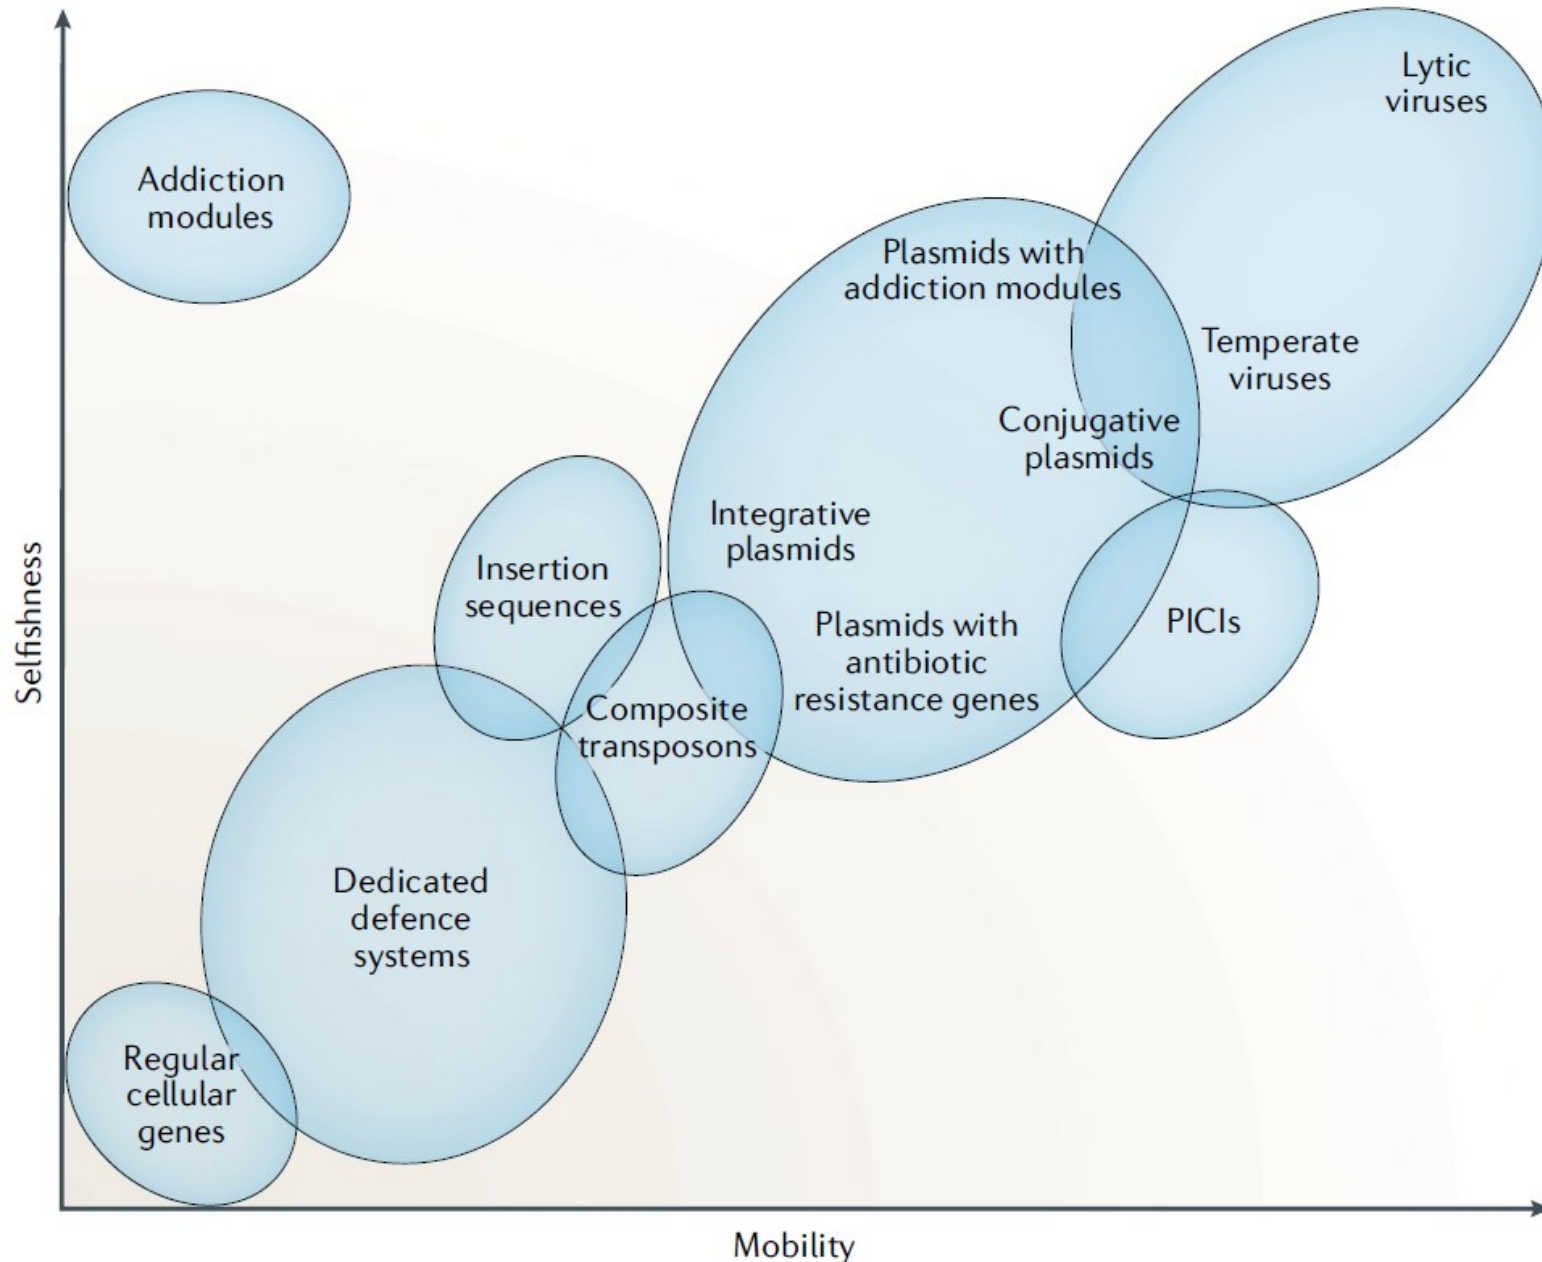 Lytic
viruses
Addiction
modules
Plasmids with
addiction modules
Temperate
viruses
Conjugative
plasmids
Integrative
plasmids
Insertion
sequences
Plasmids with
antibiotic
resistance genes
PICIs
Composite
transposons
Dedicated
defence
systems
Regular
cellular
genes
Selfishness
Mobility